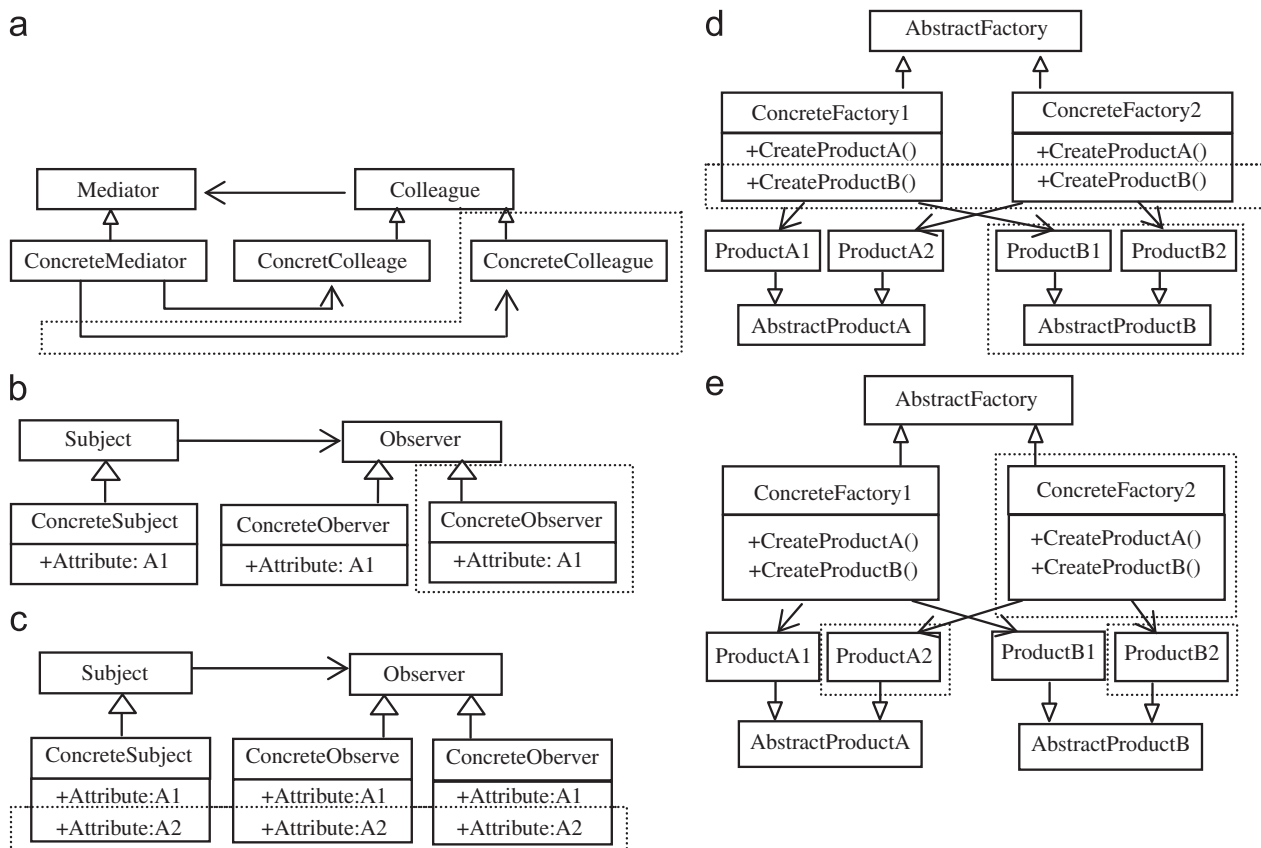 a
Mediator
Colleague
ConcreteMediator
ConcretColleage
ConcreteColleague
b
Subject
Observer
ConcreteSubject
+Attribute: A1
ConcreteOberver
+Attribute: A1
ConcreteObserver
+Attribute: A1
c
Subject
Observer
ConcreteSubject
+Attribute:A1
+Attribute:A2
ConcreteObserve
+Attribute:A1
+Attribute:A2
ConcreteOberver
+Attribute:A1
+Attribute:A2
d
AbstractFactory
ConcreteFactory1
+CreateProductA()
+CreateProductB()
ConcreteFactory2
+CreateProductA()
+CreateProductB()
ProductA1
ProductA2
ProductB1
ProductB2
AbstractProductA
AbstractProductB
e
AbstractFactory
ConcreteFactory1
+CreateProductA()
+CreateProductB()
ConcreteFactory2
+CreateProductA()
+CreateProductB()
ProductA1
ProductA2
ProductB1
ProductB2
AbstractProductA
AbstractProductB